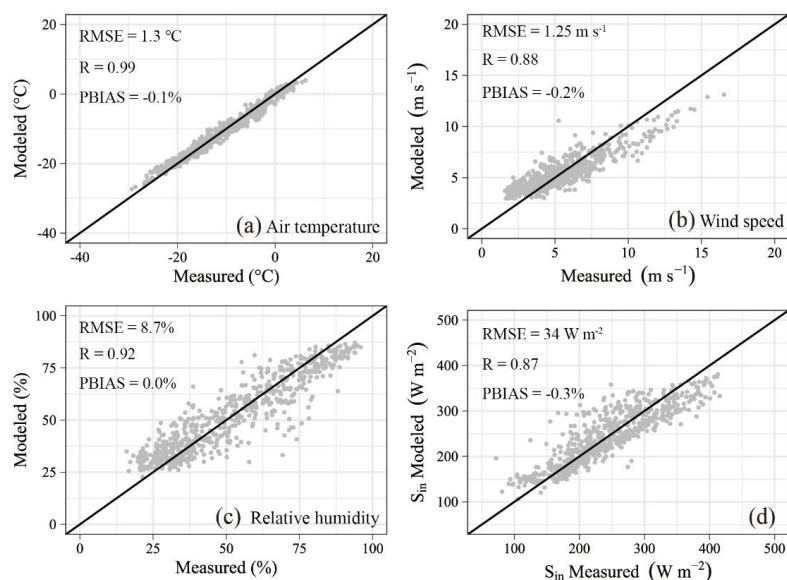 20
0
-20
-40
Modeled (°C)
RMSE = 1.3 °C
R = 0.99
PBIAS = -0.1%
(a) Air temperature
-40 -20 0 20
Measured (°C)
20
15
10
5
0
Modeled (m s⁻¹)
RMSE = 1.25 m s⁻¹
R = 0.88
PBIAS = -0.2%
(b) Wind speed
0 5 10 15 20
Measured (m s⁻¹)
100
75
50
25
0
Modeled (%)
RMSE = 8.7%
R = 0.92
PBIAS = 0.0%
(c) Relative humidity
0 25 50 75 100
Measured (%)
500
400
300
200
100
Sin Modeled (W m⁻²)
RMSE = 34 W m⁻²
R = 0.87
PBIAS = -0.3%
(d)
100 200 300 400 500
Sin Measured (W m⁻²)